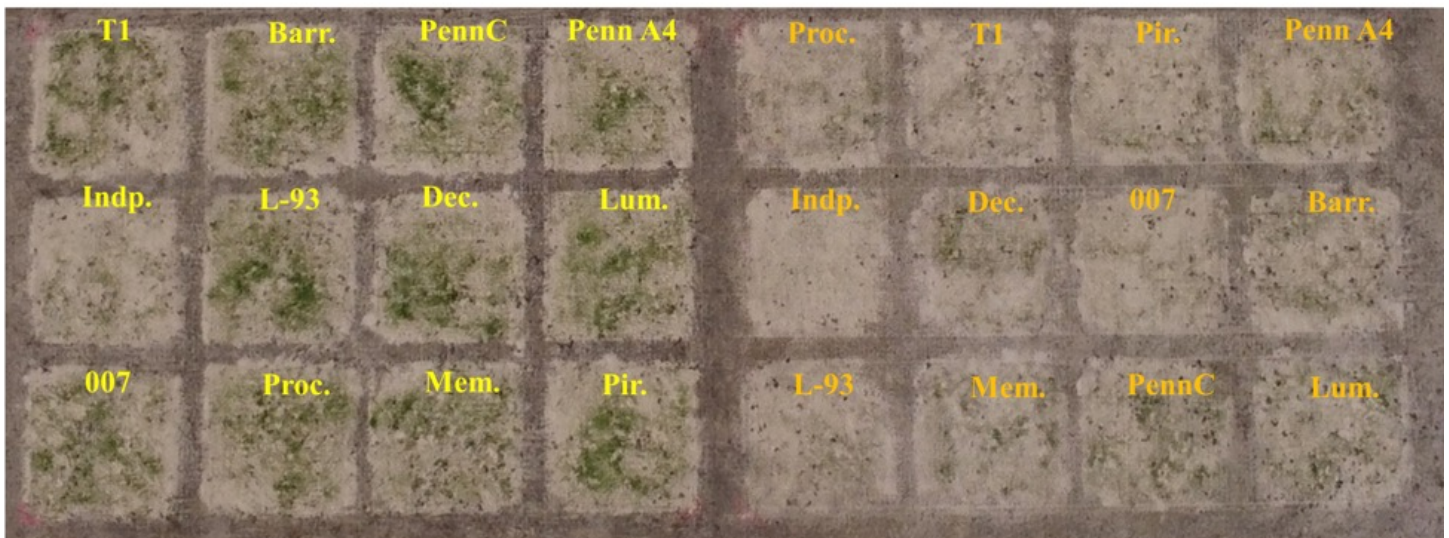 T1 Barr. PennC Penn A4 Proc. T1 Pir. Penn A4
Indp. L-93 Dec. Lum. Indp. Dec. 007 Barr.
007 Proc. Mem. Pir. L-93 Mem. PennC Lum.